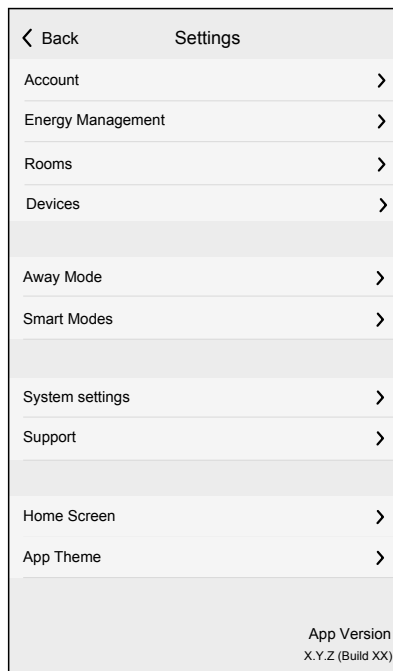 Back Settings
Account
Energy Management
Rooms
Devices
Away Mode
Smart Modes
System settings
Support
Home Screen
App Theme
App Version
X.Y.Z (Build XX)